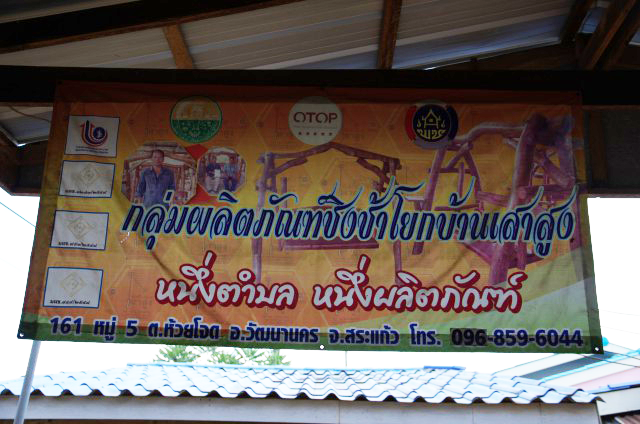 OTOP
กลุ่มผลิตภัณฑ์ชิงช้าโยกบ้านเสาสูง
หนึ่งตำบล หนึ่งผลิตภัณฑ์
161 หมู่ 5 ต.ห้วยโจด อ.วัฒนานคร จ.สระแก้ว โทร. 096-859-6044